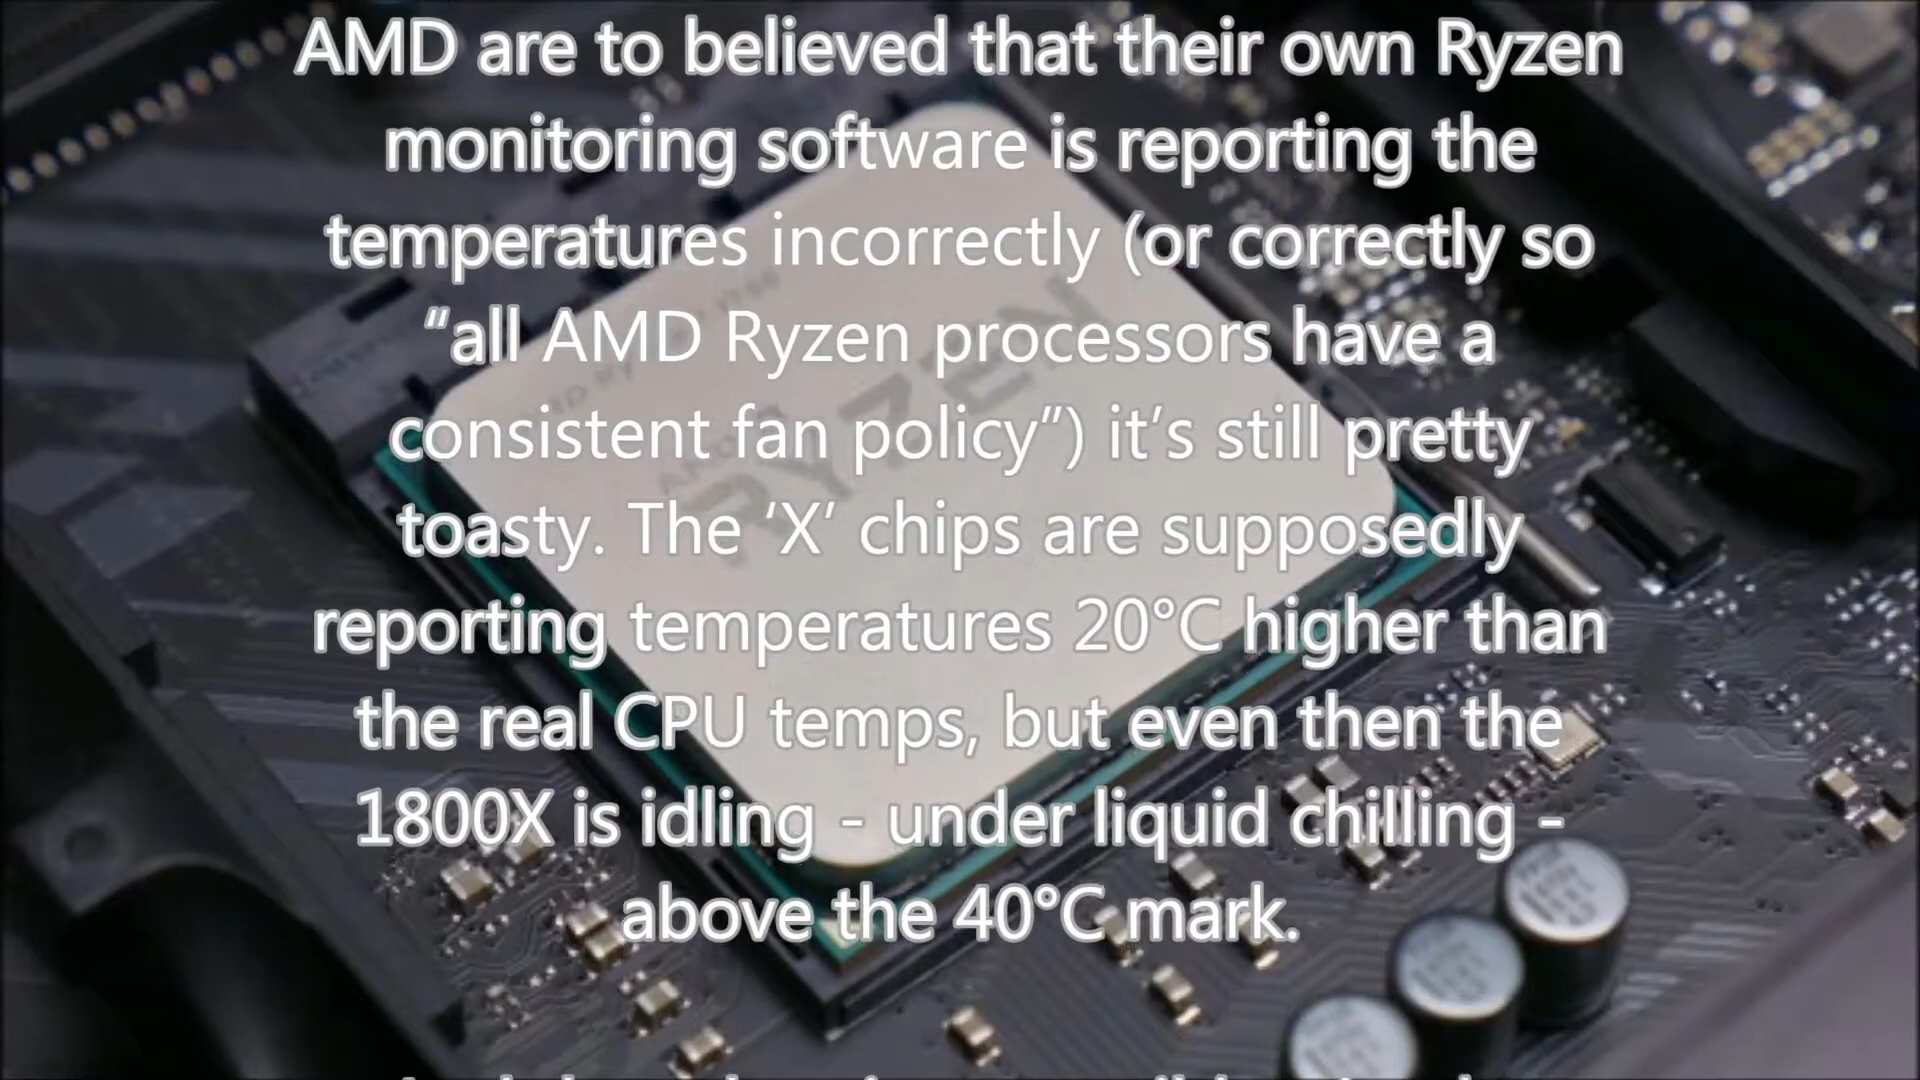 AMD are to believed that their own Ryzen
monitoring software is reporting the
temperatures incorrectly (or correctly so
“all AMD Ryzen processors have a
consistent fan policy”) it’s still pretty
toasty. The ‘X’ chips are supposedly
reporting temperatures 20°C higher than
the real CPU temps, but even then the
1800X is idling - under liquid chilling -
above the 40°C mark.
RYZEN